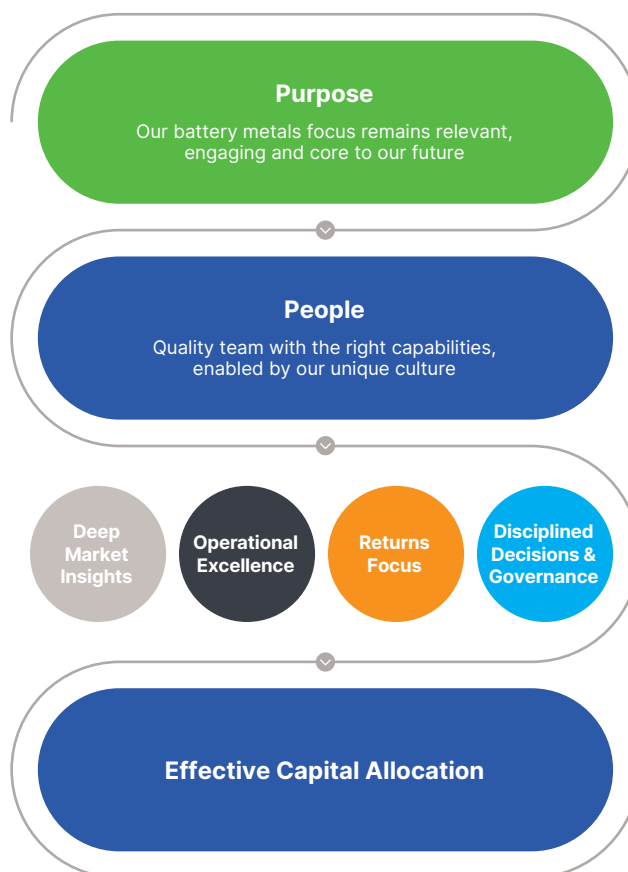 Purpose
Our battery metals focus remains relevant,
engaging and core to our future
People
Quality team with the right capabilities,
enabled by our unique culture
Deep
Market
Insights
Operational
Excellence
Returns
Focus
Disciplined
Decisions &
Governance
Effective Capital Allocation